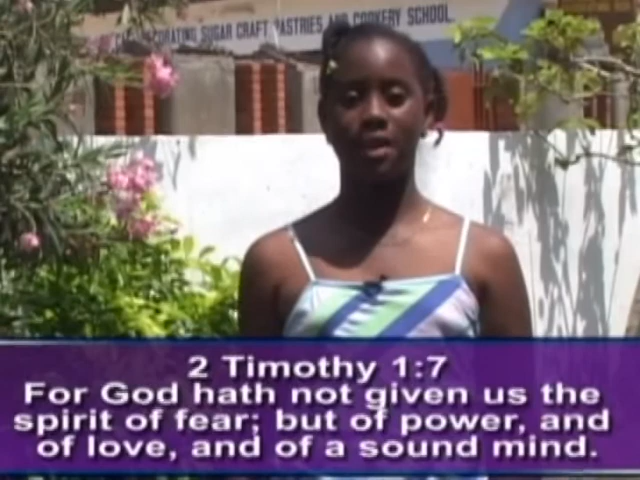 DECORATING SUGAR CRAFT PASTRIES AND COOKERY SCHOOL
2 Timothy 1:7
For God hath not given us the
spirit of fear; but of power, and
of love, and of a sound mind.